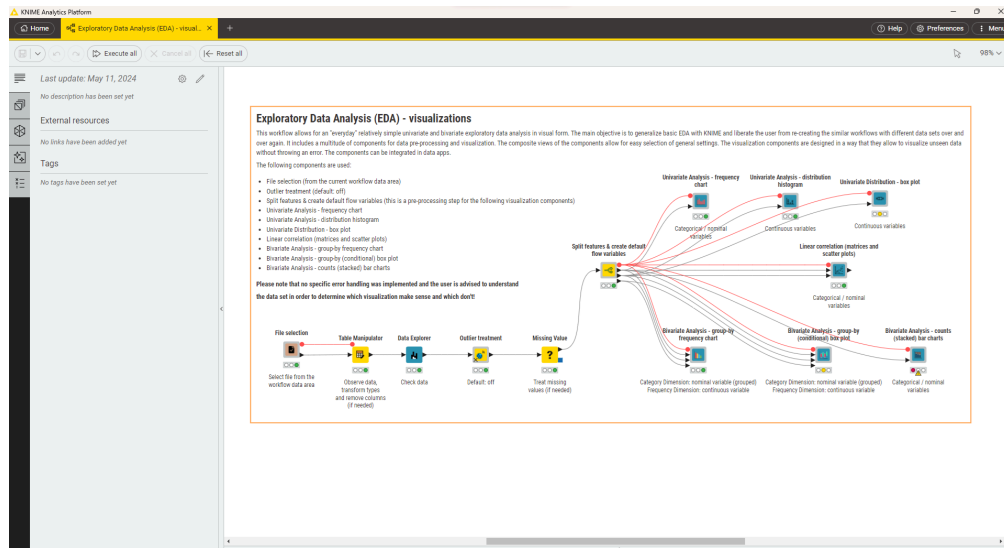 KNIME Analytics Platform
Home
Exploratory Data Analysis (EDA) - visual...
Help
Preferences
Menu
Execute all
Cancel all
Reset all
98%
Last update: May 11, 2024
No description has been set yet
External resources
No links have been added yet
Tags
No tags have been set yet
Exploratory Data Analysis (EDA) - visualizations
This workflow allows for an "everyday" relatively simple univariate and bivariate exploratory data analysis in visual form. The main objective is to generalize basic EDA with KNIME and liberate the user from re-creating the similar workflows with different data sets over and
over again. It includes a multitude of components for data pre-processing and visualization. The composite views of the components allow for easy selection of general settings. The visualization components are designed in a way that they allow to visualize unseen data
without throwing an error. The components can be integrated in data apps.
The following components are used:
• File selection (from the current workflow data area)
• Outlier treatment (default: off)
• Split features & create default flow variables (this is a pre-processing step for the following visualization components)
• Univariate Analysis - frequency chart
• Univariate Analysis - distribution histogram
• Univariate Distribution - box plot
• Linear correlation (matrices and scatter plots)
• Bivariate Analysis - group-by frequency chart
• Bivariate Analysis - group-by (conditional) box plot
• Bivariate Analysis - counts (stacked) bar charts
Please note that no specific error handling was implemented and the user is advised to understand
the data set in order to determine which visualization make sense and which don't!
Univariate Analysis - frequency
chart
Categorical / nominal
variables
Univariate Analysis - distribution
histogram
Continuous variables
Univariate Distribution - box plot
Continuous variables
Split features & create default
flow variables
Linear correlation (matrices and
scatter plots)
Categorical / nominal
variables
File selection
Select file from the
workflow data area
Table Manipulator
Observe data,
transform types
and remove columns
(if needed)
Data Explorer
Check data
Outlier treatment
Default: off
Missing Value
Treat missing
values (if needed)
Bivariate Analysis - group-by
frequency chart
Category Dimension: nominal variable (grouped)
Frequency Dimension: continuous variable
Bivariate Analysis - group-by
(conditional) box plot
Category Dimension: nominal variable (grouped)
Frequency Dimension: continuous variable
Bivariate Analysis - counts
(stacked) bar charts
Categorical / nominal
variables